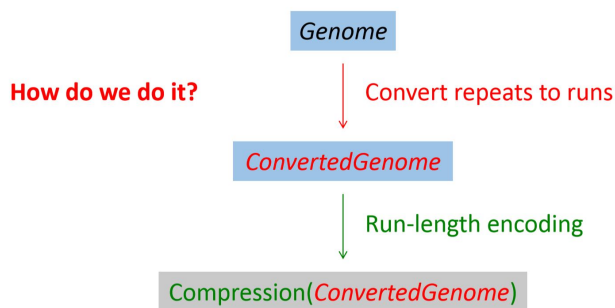 Genome
How do we do it?
Convert repeats to runs
ConvertedGenome
Run-length encoding
Compression(ConvertedGenome)